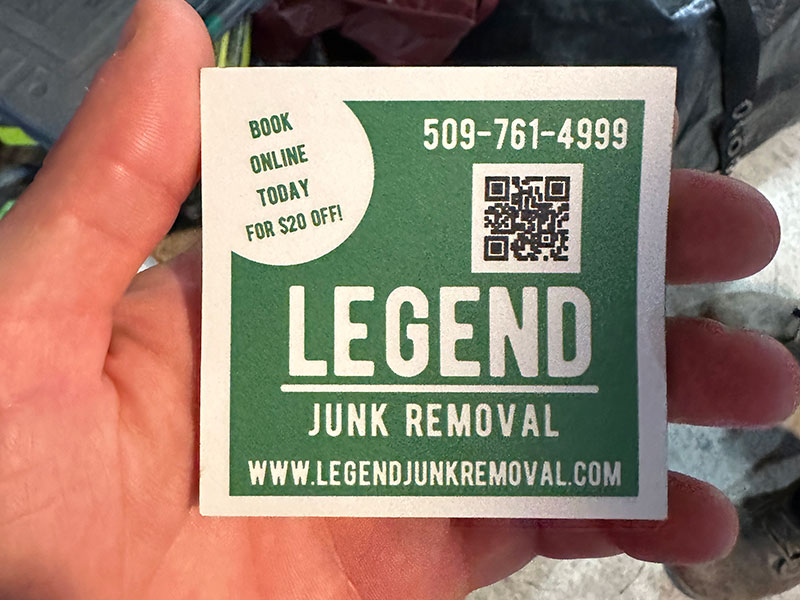 BOOK
ONLINE
TODAY
FOR $20 OFF!
509-761-4999
LEGEND
JUNK REMOVAL
WWW.LEGENDJUNKREMOVAL.COM